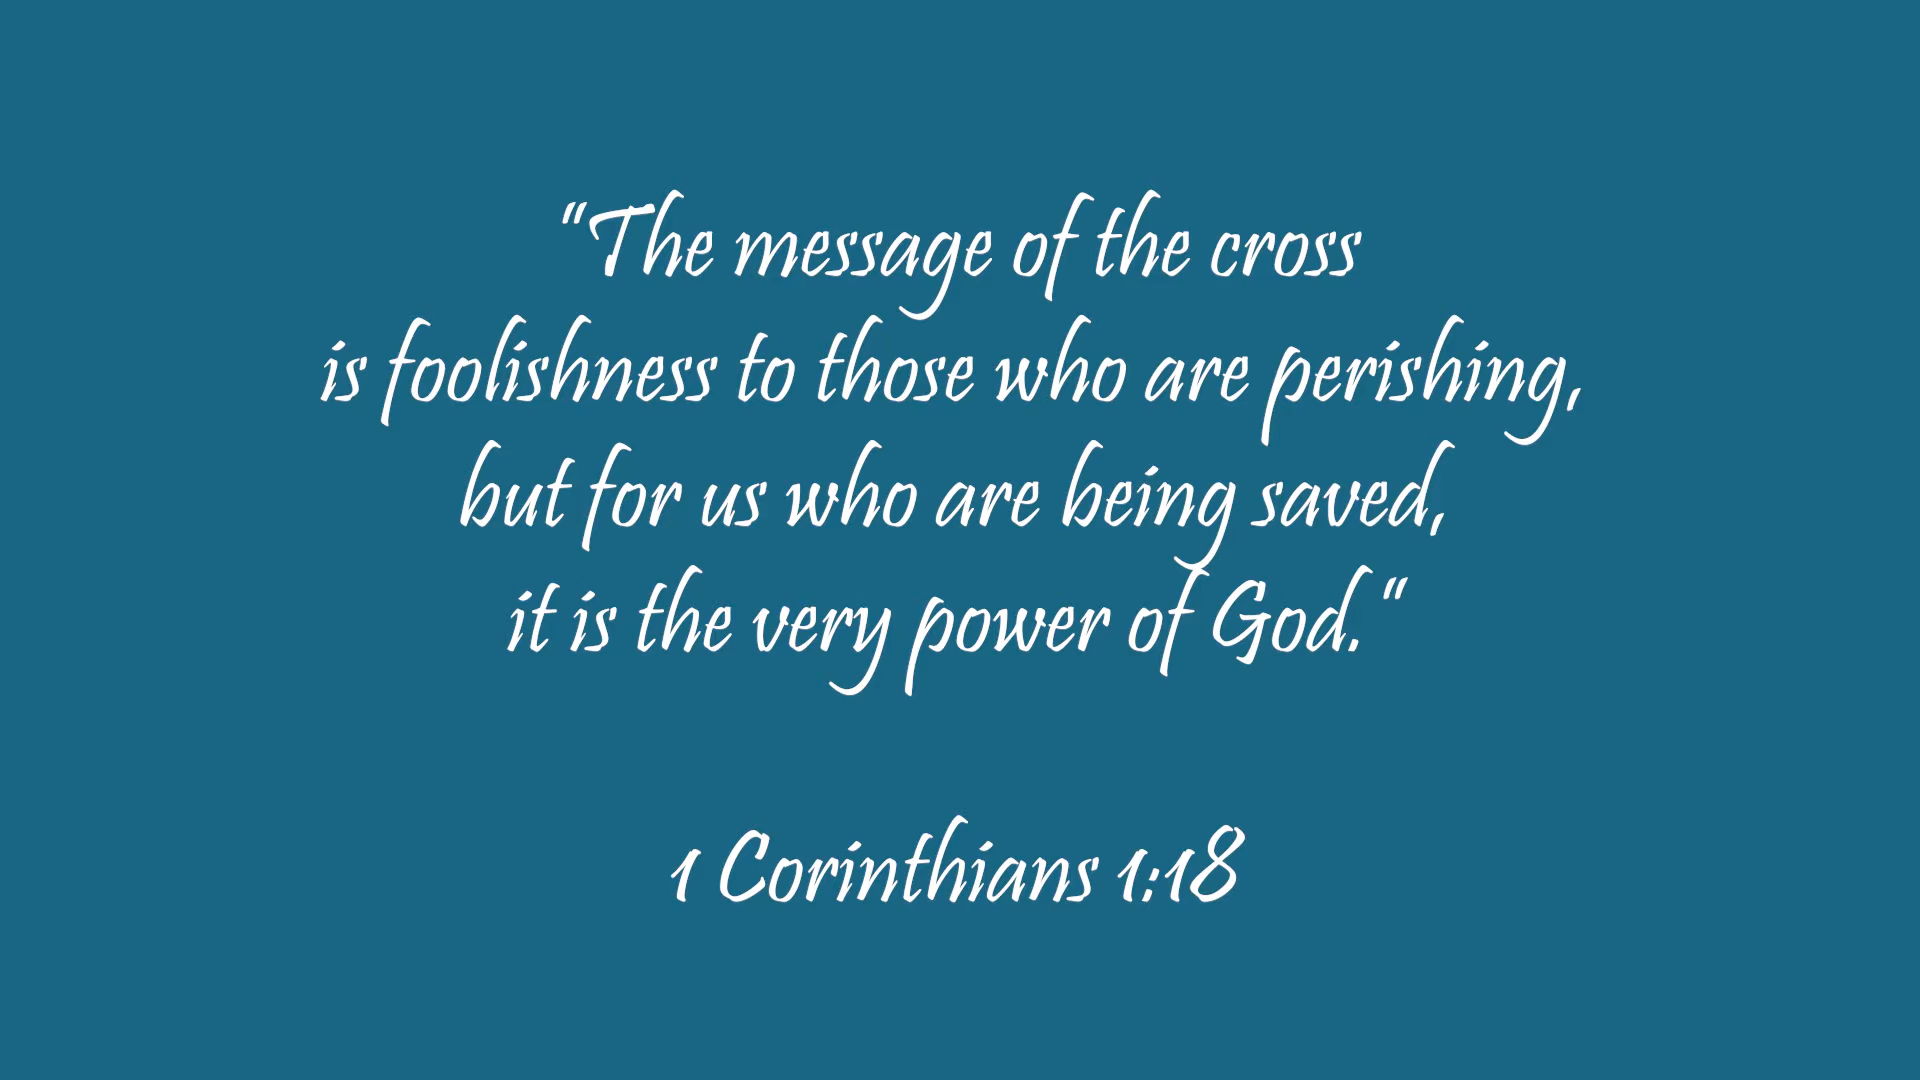 “The message of the cross
is foolishness to those who are perishing,
but for us who are being saved,
it is the very power of God.“
1 Corinthians 1:18